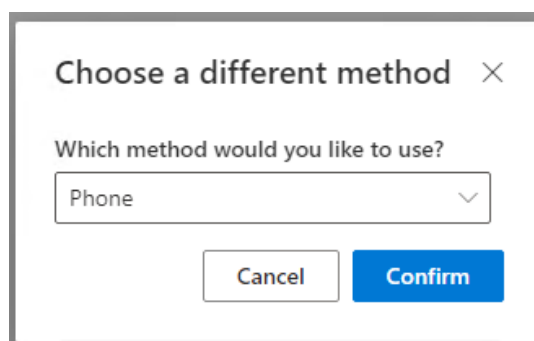 Choose a different method
Which method would you like to use?
Phone
Cancel
Confirm